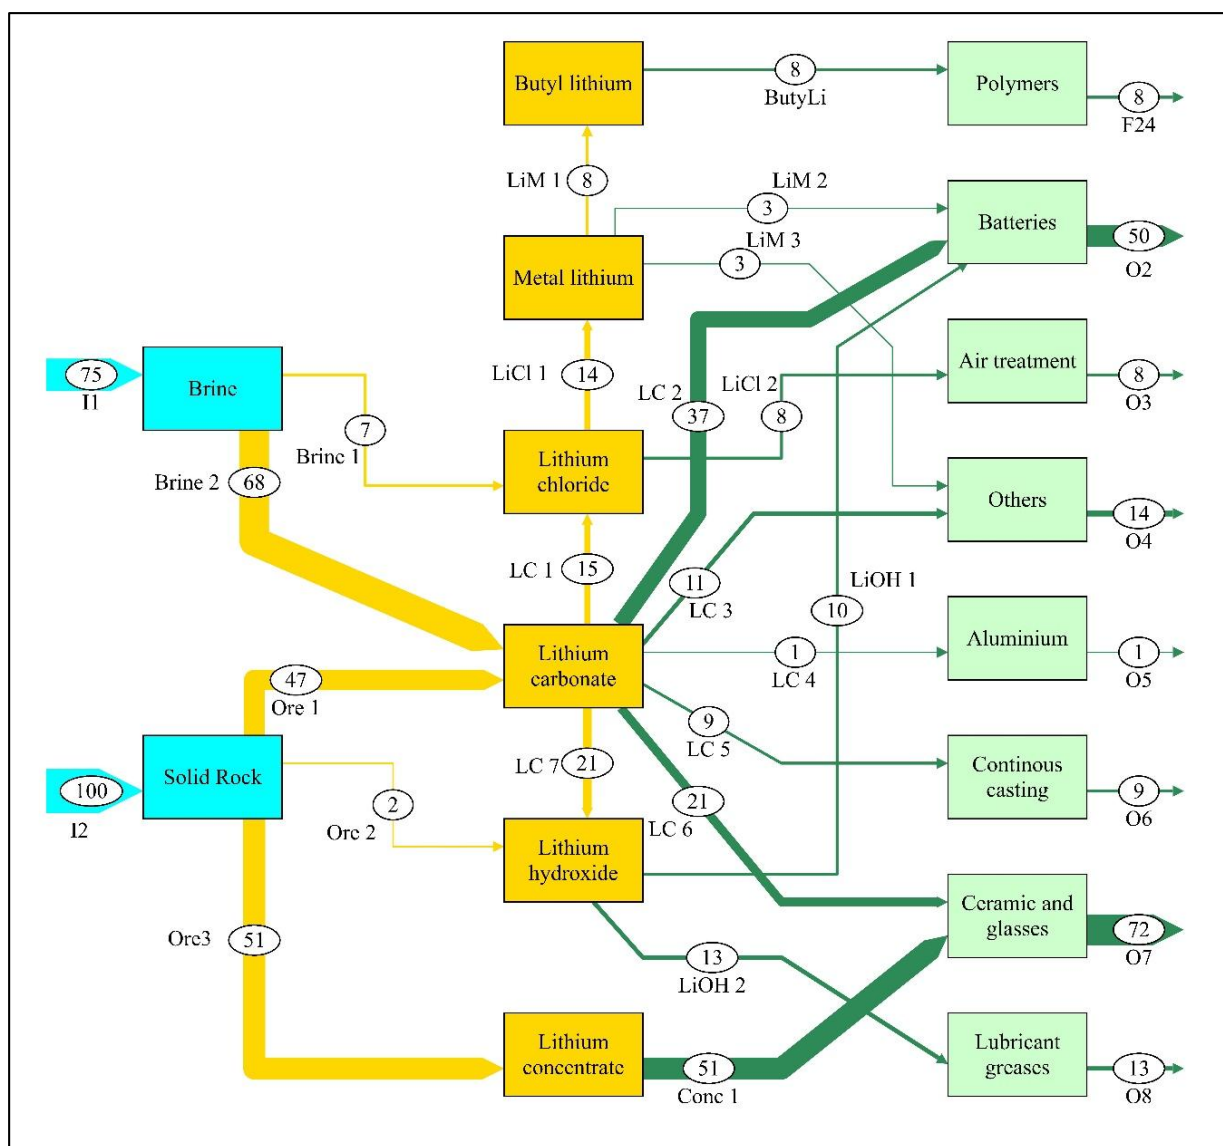 Butyl lithium
8
ButyLi
Polymers
8
F24
LiM 1
8
LiM 2
3
LiM 3
3
Batteries
50
O2
Metal lithium
75
I1
Brine
LiCl 1
14
LC 2
37
LiCl 2
8
Air treatment
8
O3
7
Brine 1
Brine 2
68
Lithium
chloride
Others
14
O4
LC 1
15
11
LC 3
LiOH 1
10
Lithium
carbonate
1
LC 4
Aluminium
1
O5
47
Ore 1
9
LC 5
Solid Rock
100
I2
LC 7
21
21
LC 6
Continous
casting
9
O6
2
Ore 2
Lithium
hydroxide
Ceramic and
glasses
72
O7
Ore3
51
13
LiOH 2
Lithium
concentrate
51
Conc 1
Lubricant
greases
13
O8